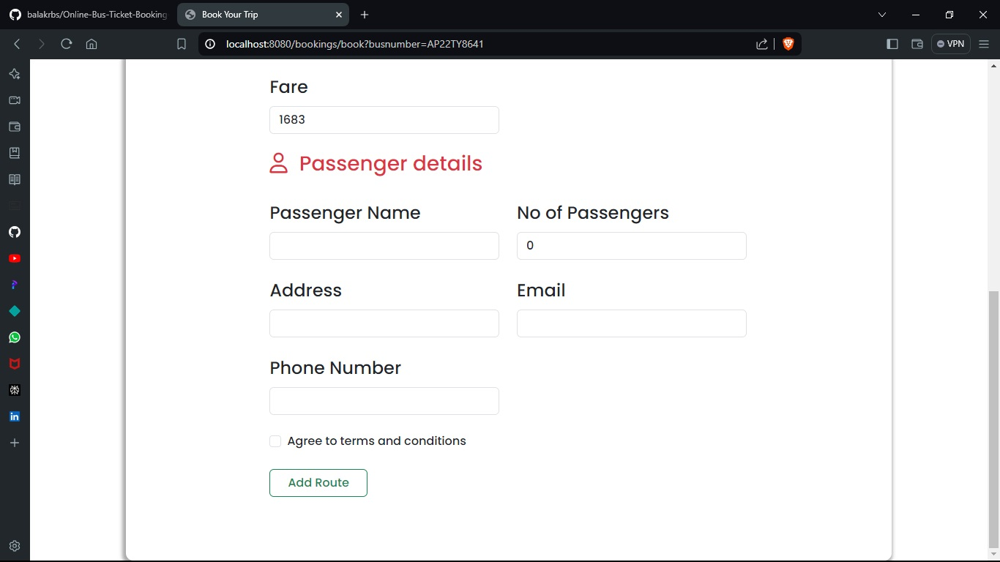 balakrbs/Online-Bus-Ticket-Booking
Book Your Trip
localhost:8080/bookings/book?busnumber=AP22TY8641
VPN
Fare
1683
Passenger details
Passenger Name
No of Passengers
0
Address
Email
Phone Number
in
Agree to terms and conditions
Add Route